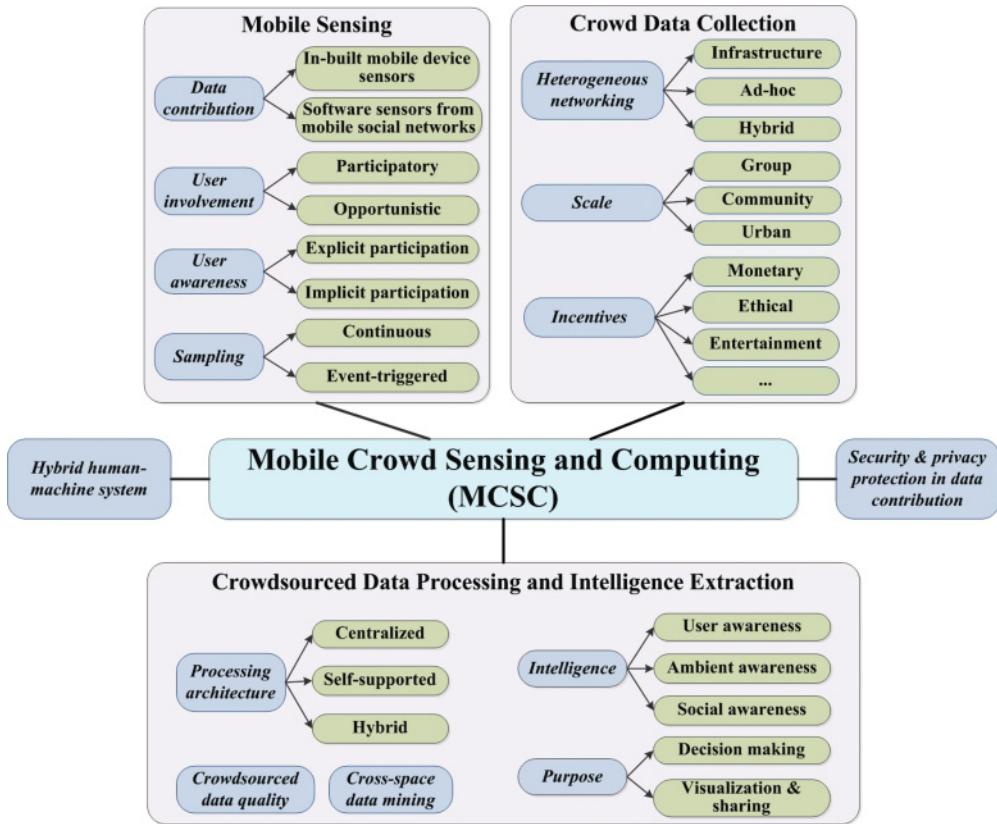 Mobile Sensing
Data
contribution
In-built mobile device
sensors
Software sensors from
mobile social networks
User
involvement
Participatory
Opportunistic
User
awareness
Explicit participation
Implicit participation
Sampling
Continuous
Event-triggered
Crowd Data Collection
Heterogeneous
networking
Infrastructure
Ad-hoc
Hybrid
Scale
Group
Community
Urban
Incentives
Monetary
Ethical
Entertainment
...
Hybrid human-
machine system
Mobile Crowd Sensing and Computing
(MCSC)
Security & privacy
protection in data
contribution
Crowdsourced Data Processing and Intelligence Extraction
Processing
architecture
Centralized
Self-supported
Hybrid
Crowdsourced
data quality
Cross-space
data mining
Intelligence
User awareness
Ambient awareness
Social awareness
Purpose
Decision making
Visualization &
sharing